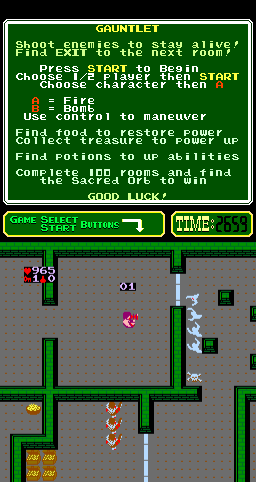 GAUNTLET
Shoot enemies to stay alive!
Find EXIT to the next room!
Press START to Begin
Choose 1/2 player then START
Choose character then A
A = Fire
B = Bomb
Use control to maneuver
Find food to restore power
Collect treasure to power up
Find potions to up abilities
Complete 100 rooms and find
the Sacred Orb to win
GOOD LUCK!
GAME SELECT
START BUTTONS
TIME: 2659
965
1 0
01